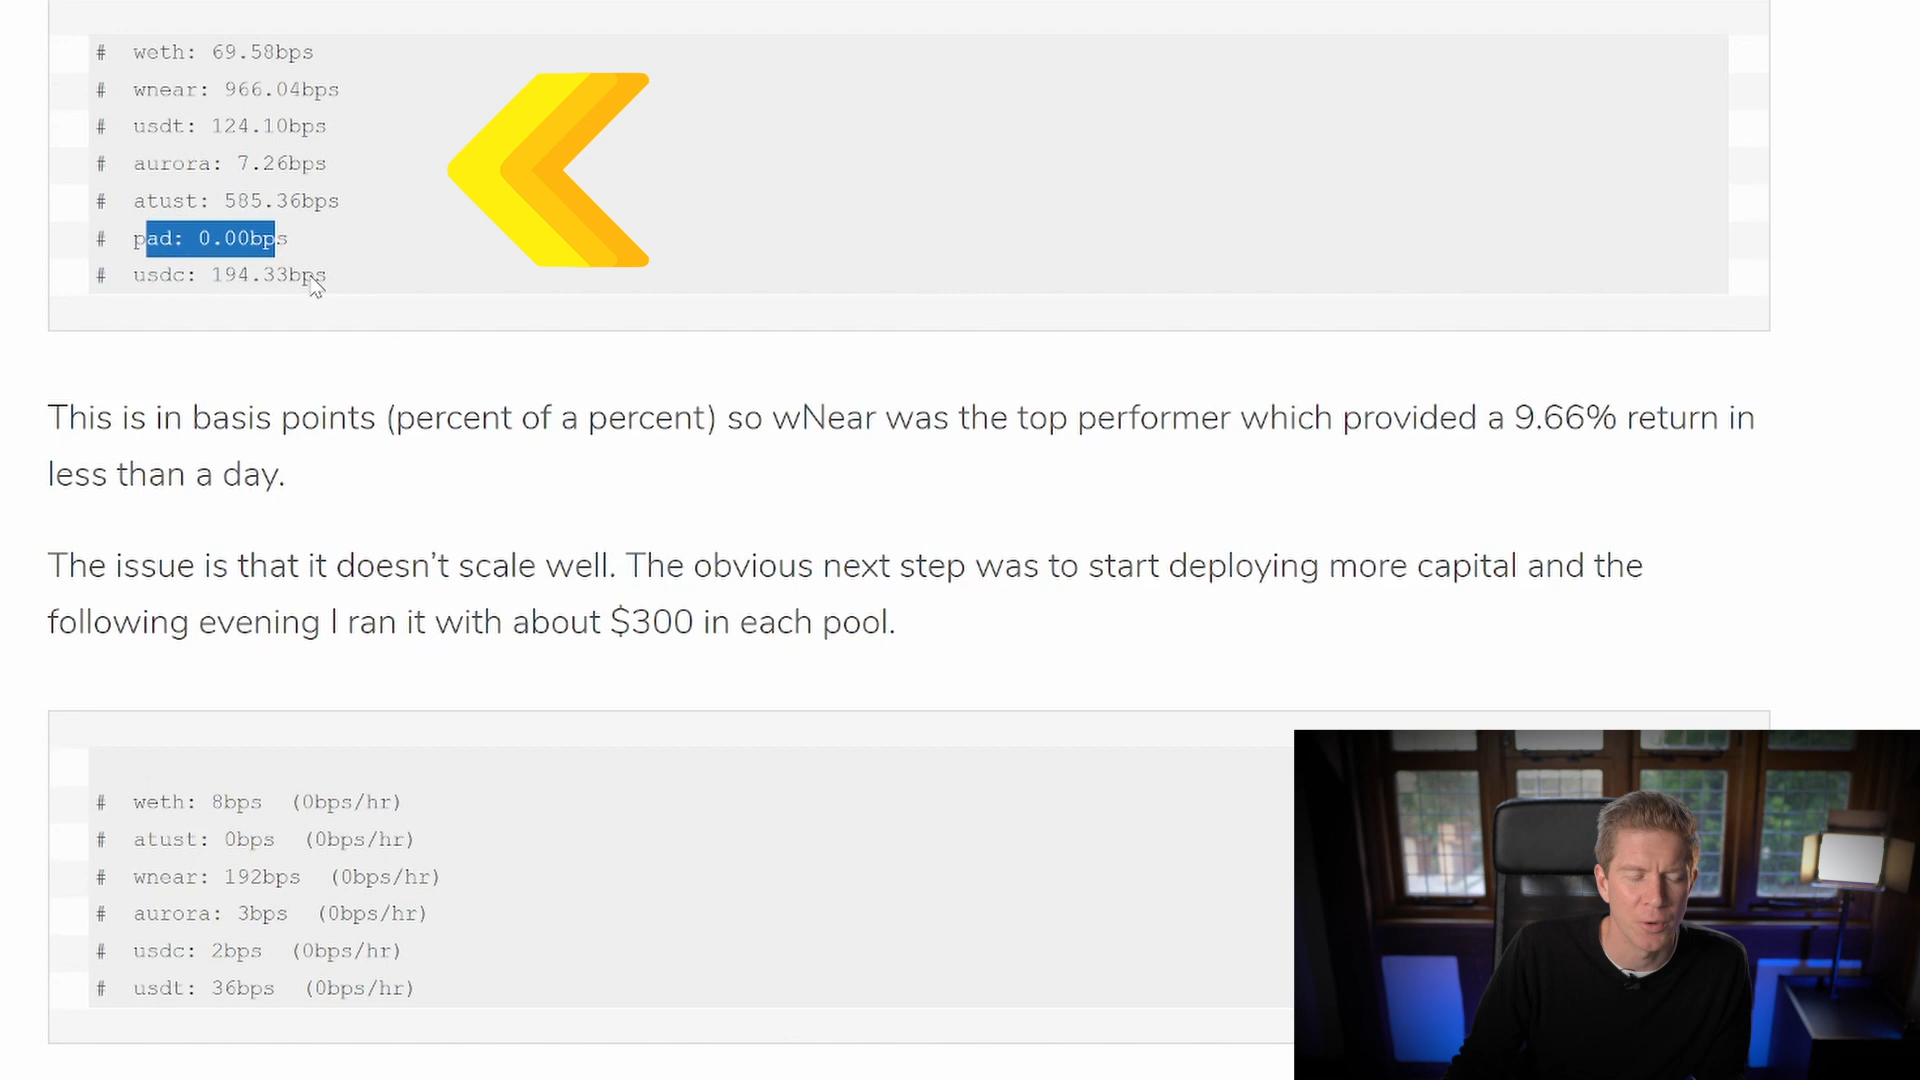 # weth: 69.58bps
# wnear: 966.04bps
# usdt: 124.10bps
# aurora: 7.26bps
# atust: 585.36bps
# pad: 0.00bps
# usdc: 194.33bps
This is in basis points (percent of a percent) so wNear was the top performer which provided a 9.66% return in
less than a day.
The issue is that it doesn’t scale well. The obvious next step was to start deploying more capital and the
following evening I ran it with about $300 in each pool.
# weth: 8bps (0bps/hr)
# atust: 0bps (0bps/hr)
# wnear: 192bps (0bps/hr)
# aurora: 3bps (0bps/hr)
# usdc: 2bps (0bps/hr)
# usdt: 36bps (0bps/hr)